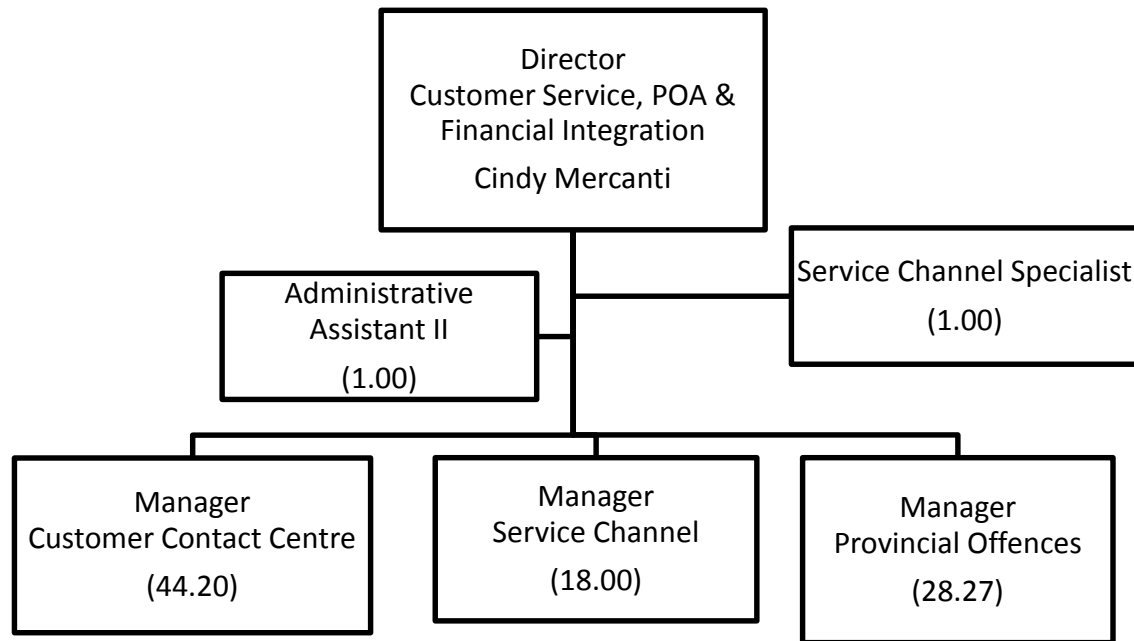 Director
Customer Service, POA &
Financial Integration
Cindy Mercanti
Service Channel Specialist
(1.00)
Administrative
Assistant II
(1.00)
Manager
Customer Contact Centre
(44.20)
Manager
Service Channel
(18.00)
Manager
Provincial Offences
(28.27)